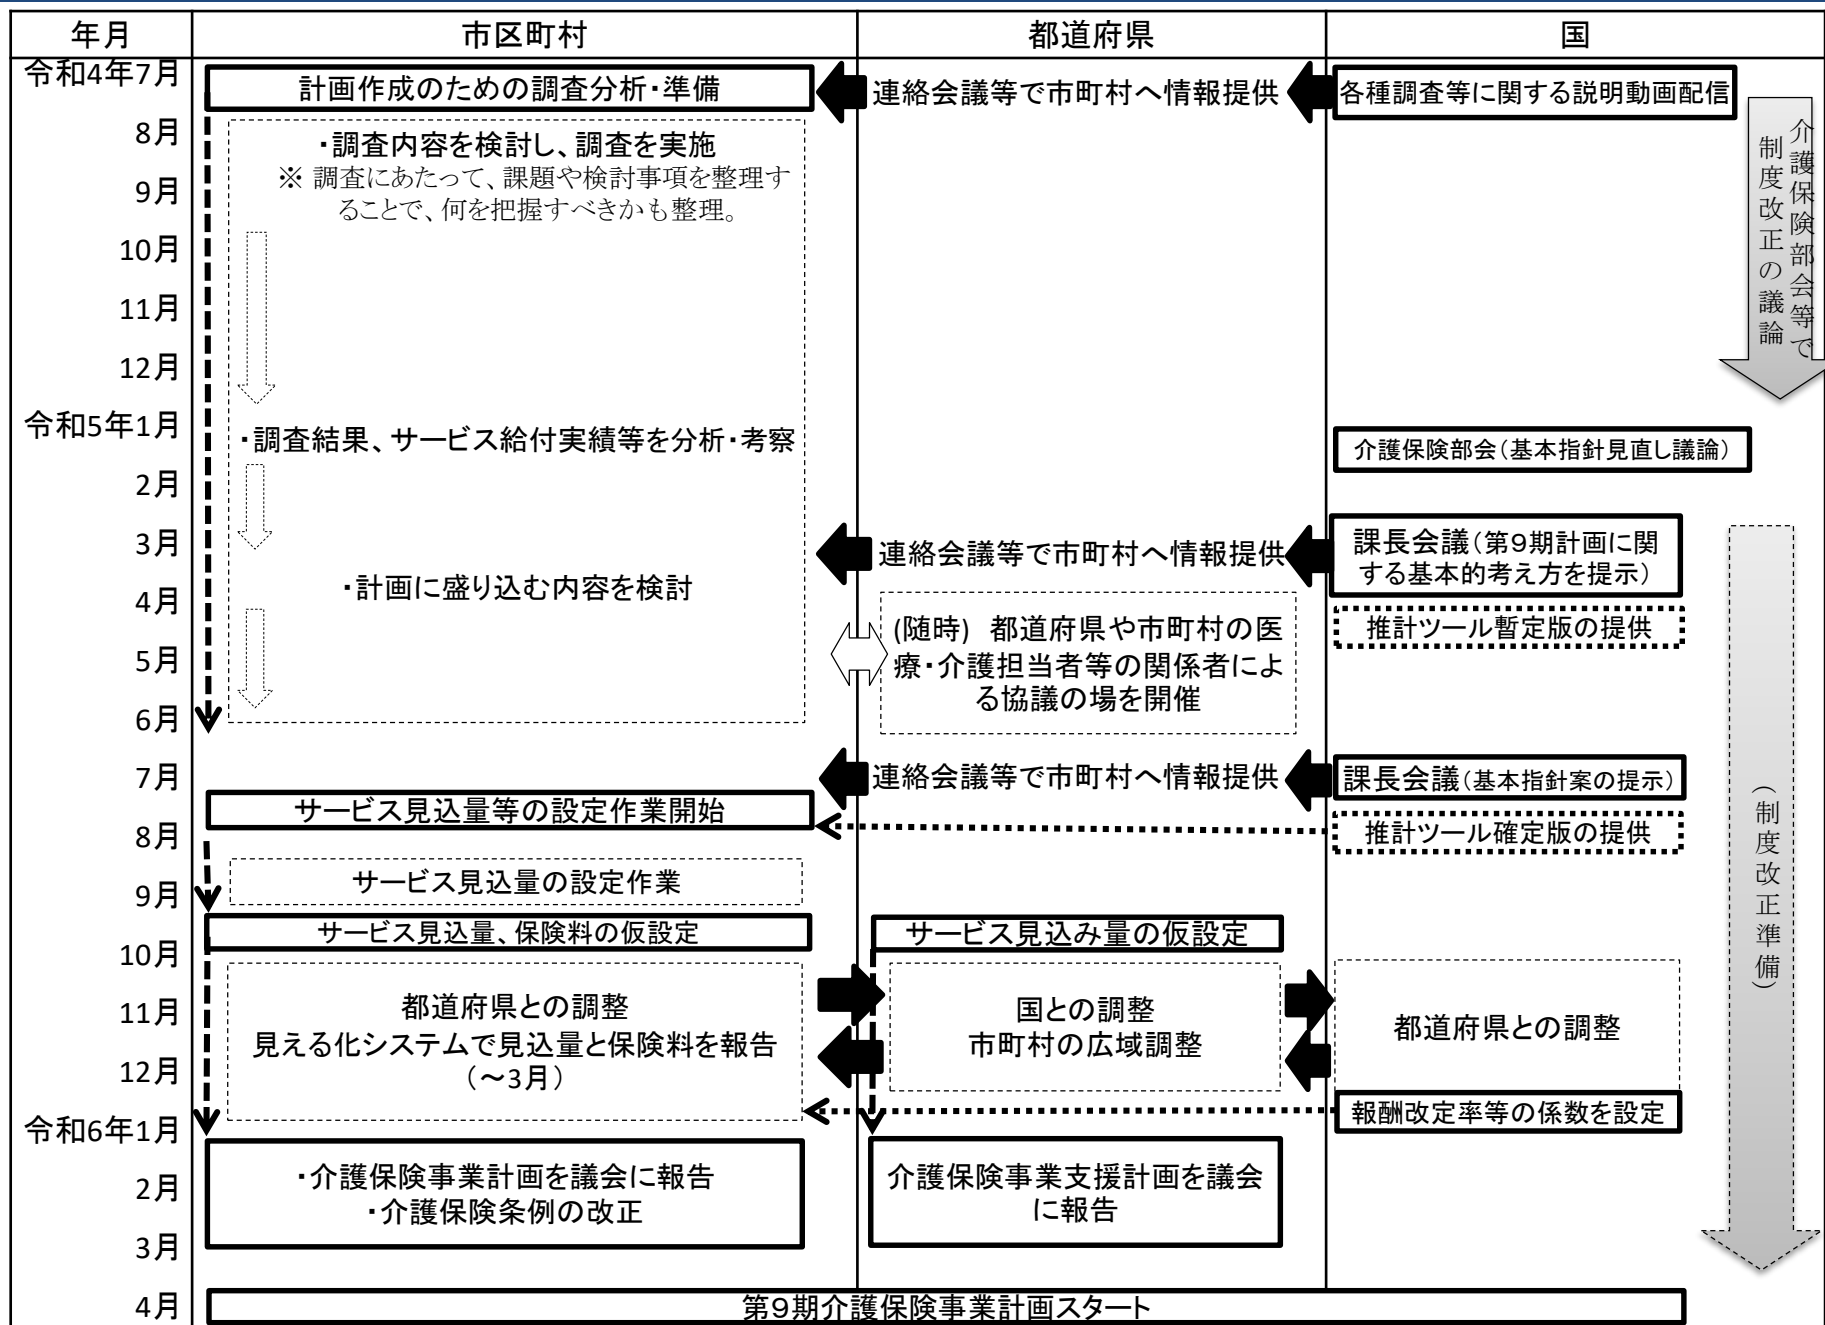 年月
市区町村
都道府県
国
令和4年7月
計画作成のための調査分析・準備
連絡会議等で市町村へ情報提供
各種調査等に関する説明動画配信
8月
・調査内容を検討し、調査を実施
9月
※ 調査にあたって、課題や検討事項を整理す
ることで、何を把握すべきかも整理。
介護保険部会等で
制度改正の議論
10月
11月
12月
令和5年1月
・調査結果、サービス給付実績等を分析・考察
介護保険部会（基本指針見直し議論）
2月
3月
連絡会議等で市町村へ情報提供
課長会議（第９期計画に関
する基本的考え方を提示）
4月
・計画に盛り込む内容を検討
推計ツール暫定版の提供
5月
(随時) 都道府県や市町村の医
療・介護担当者等の関係者によ
る協議の場を開催
6月
7月
連絡会議等で市町村へ情報提供
課長会議（基本指針案の提示）
サービス見込量等の設定作業開始
8月
推計ツール確定版の提供
（制度改正準備）
9月
サービス見込量の設定作業
サービス見込量、保険料の仮設定
サービス見込み量の仮設定
10月
11月
都道府県との調整
見える化システムで見込量と保険料を報告
（～3月）
国との調整
市町村の広域調整
都道府県との調整
12月
報酬改定率等の係数を設定
令和6年1月
2月
・介護保険事業計画を議会に報告
・介護保険条例の改正
介護保険事業支援計画を議会
に報告
3月
4月
第９期介護保険事業計画スタート